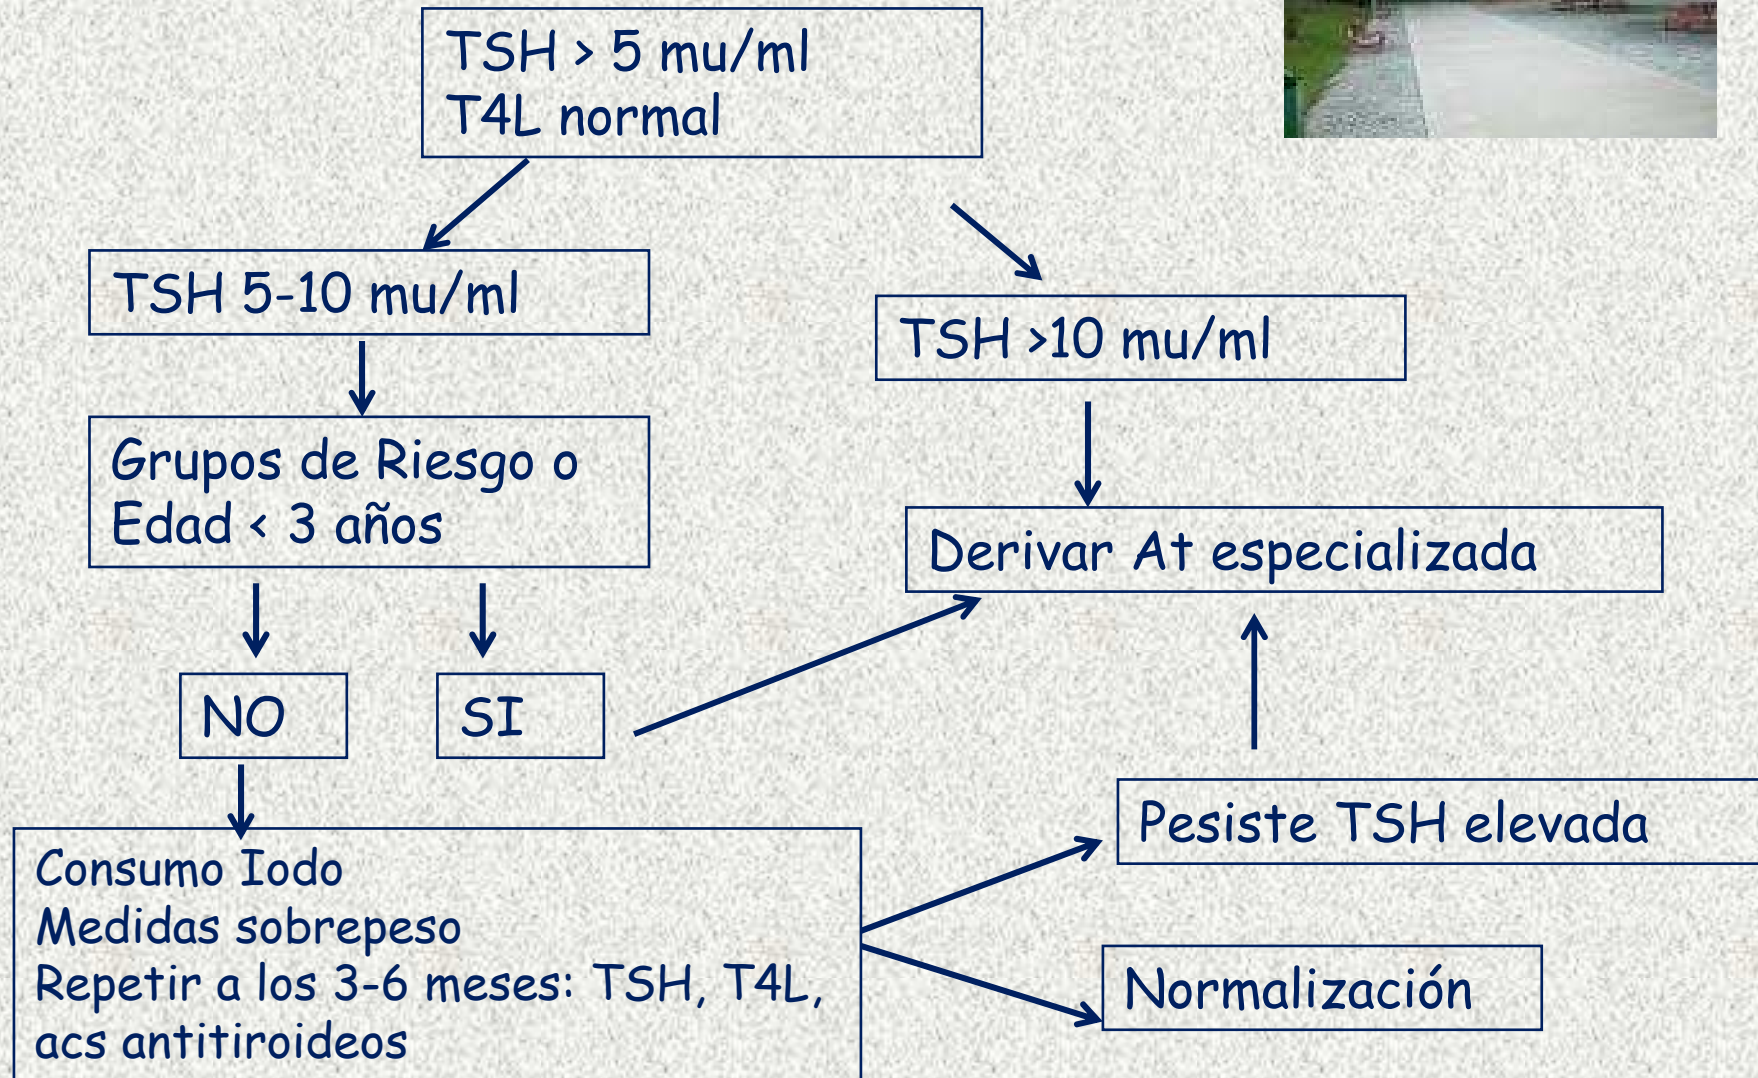 TSH > 5 mu/ml
T4L normal
TSH 5-10 mu/ml
TSH >10 mu/ml
Grupos de Riesgo o
Edad < 3 años
Derivar At especializada
NO
SI
Pesiste TSH elevada
Consumo Iodo
Medidas sobrepeso
Repetir a los 3-6 meses: TSH, T4L,
acs antitiroideos
Normalización